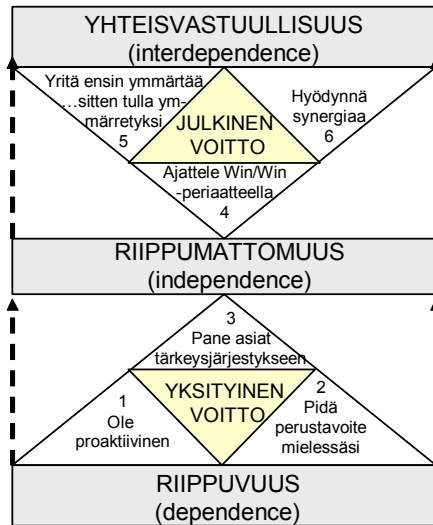 YHTEISVASTUULLISUUS
(interdependence)
Yritä ensin ymmärtää
…sitten tulla ym-
märretyksi
5
JULKINEN
VOITTO
Hyödynnä
synergiaa
6
Ajattele Win/Win
-periaatteella
4
RIIPPUMATTOMUUS
(independence)
3
Pane asiat
tärkeysjärjestykseen
1
Ole
proaktiivinen
YKSITYINEN
VOITTO
2
Pidä
perustavoite
mielessäsi
RIIPPUVUUS
(dependence)